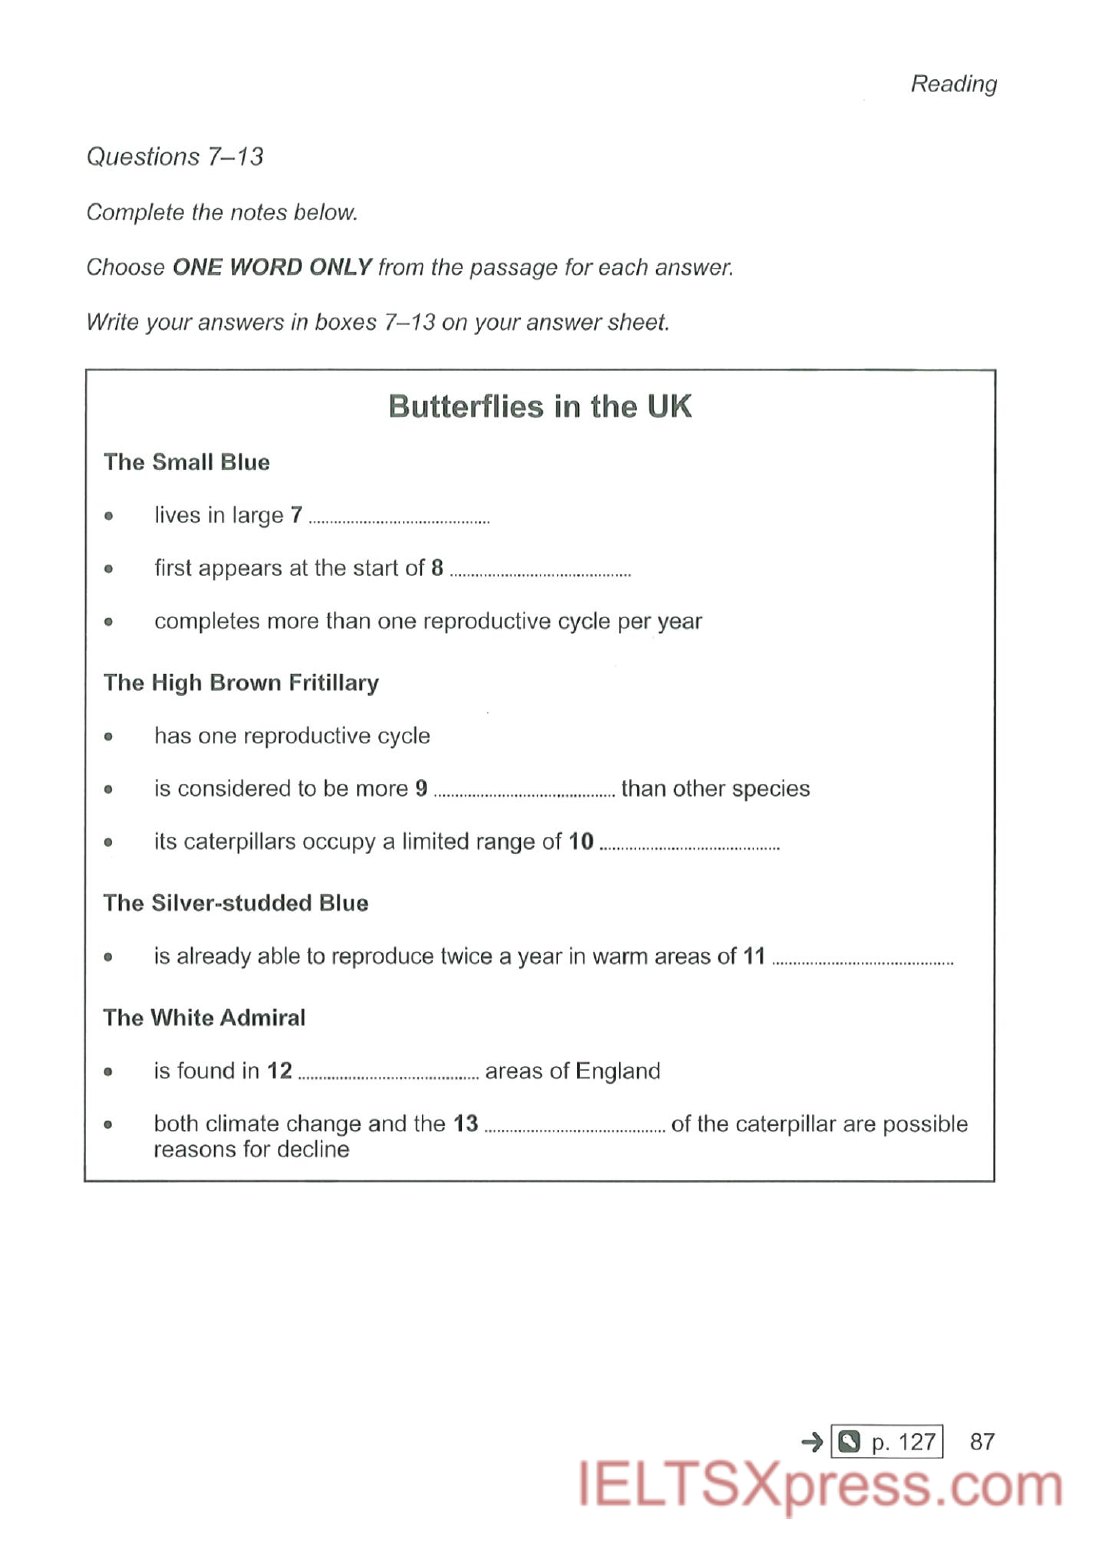 Reading
Questions 7–13
Complete the notes below.
Choose ONE WORD ONLY from the passage for each answer.
Write your answers in boxes 7–13 on your answer sheet.
Butterflies in the UK
The Small Blue
• lives in large 7 ..............................
• first appears at the start of 8 ..............................
• completes more than one reproductive cycle per year
The High Brown Fritillary
• has one reproductive cycle
• is considered to be more 9 .............................. than other species
• its caterpillars occupy a limited range of 10 ..............................
The Silver-studded Blue
• is already able to reproduce twice a year in warm areas of 11 ..............................
The White Admiral
• is found in 12 .............................. areas of England
• both climate change and the 13 .............................. of the caterpillar are possible
reasons for decline
p. 127 87
IELTSXpress.com